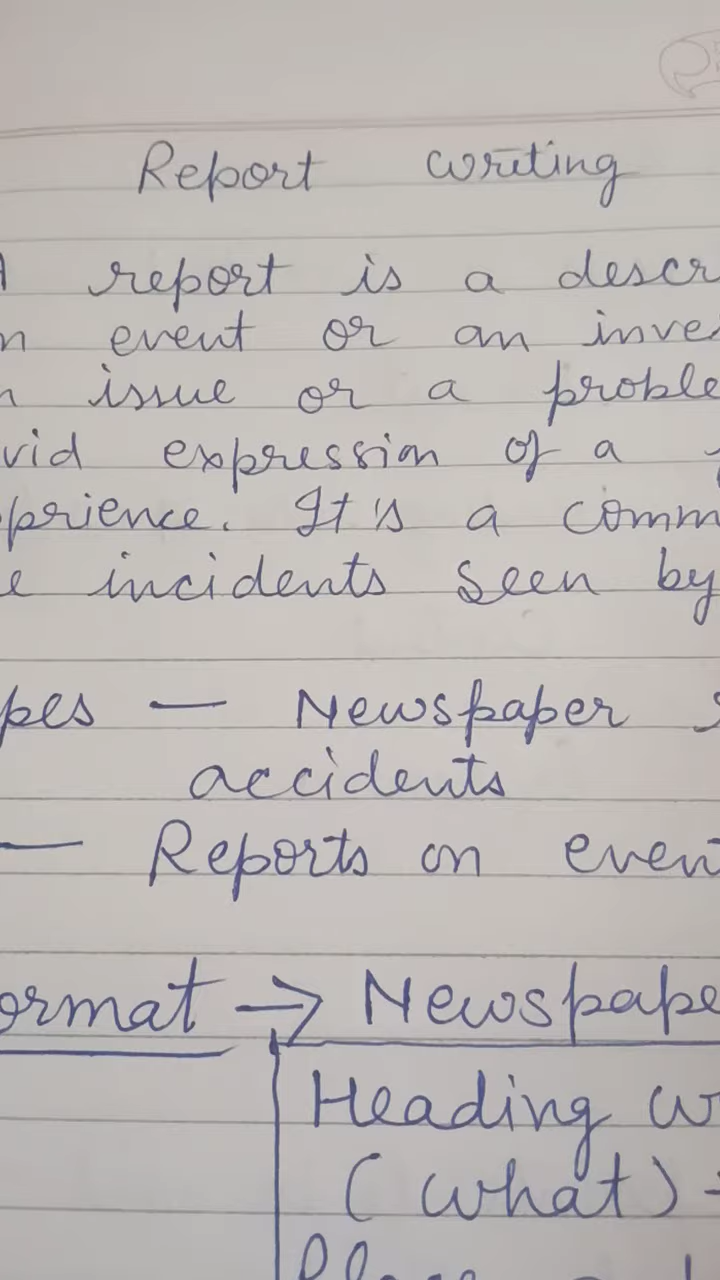 Report writing
report is a descr
n event or an inve
issue or a proble
vid expression of a
prience. It's a comm
e incidents seen by
pes — Newspaper
accidents
— Reports on even
ormat → Newspape
Heading w
(what) -